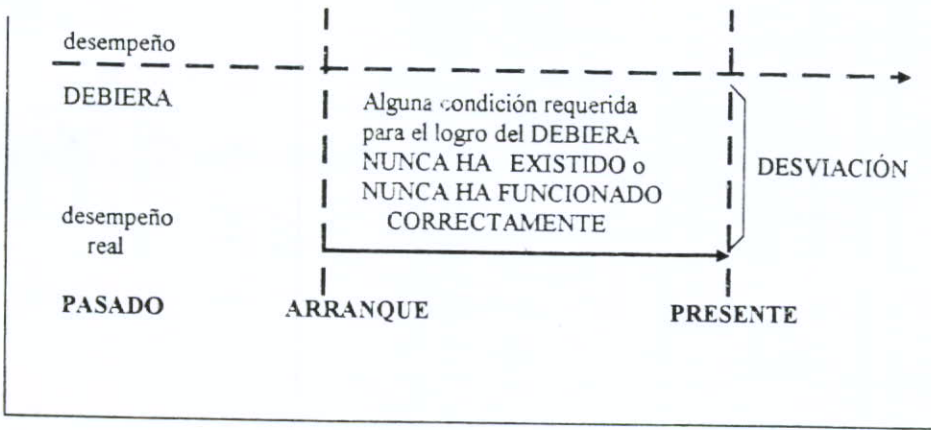 desempeño
DEBIERA
Alguna condición requerida
para el logro del DEBIERA
NUNCA HA EXISTIDO o
NUNCA HA FUNCIONADO
CORRECTAMENTE
DESVIACIÓN
desempeño
real
PASADO
ARRANQUE
PRESENTE